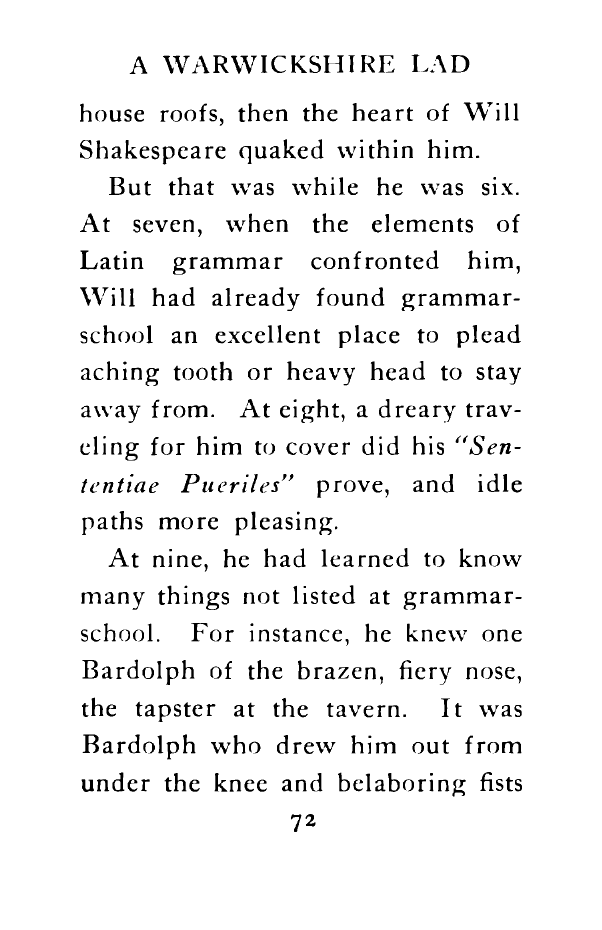 A WARWICKSHIRE LAD
house roofs, then the heart of Will
Shakespeare quaked within him.
But that was while he was six.
At seven, when the elements of
Latin grammar confronted him,
Will had already found grammar-
school an excellent place to plead
aching tooth or heavy head to stay
away from. At eight, a dreary trav-
eling for him to cover did his "Sen-
tentiae Pueriles" prove, and idle
paths more pleasing.
At nine, he had learned to know
many things not listed at grammar-
school. For instance, he knew one
Bardolph of the brazen, fiery nose,
the tapster at the tavern. It was
Bardolph who drew him out from
under the knee and belaboring fists
72